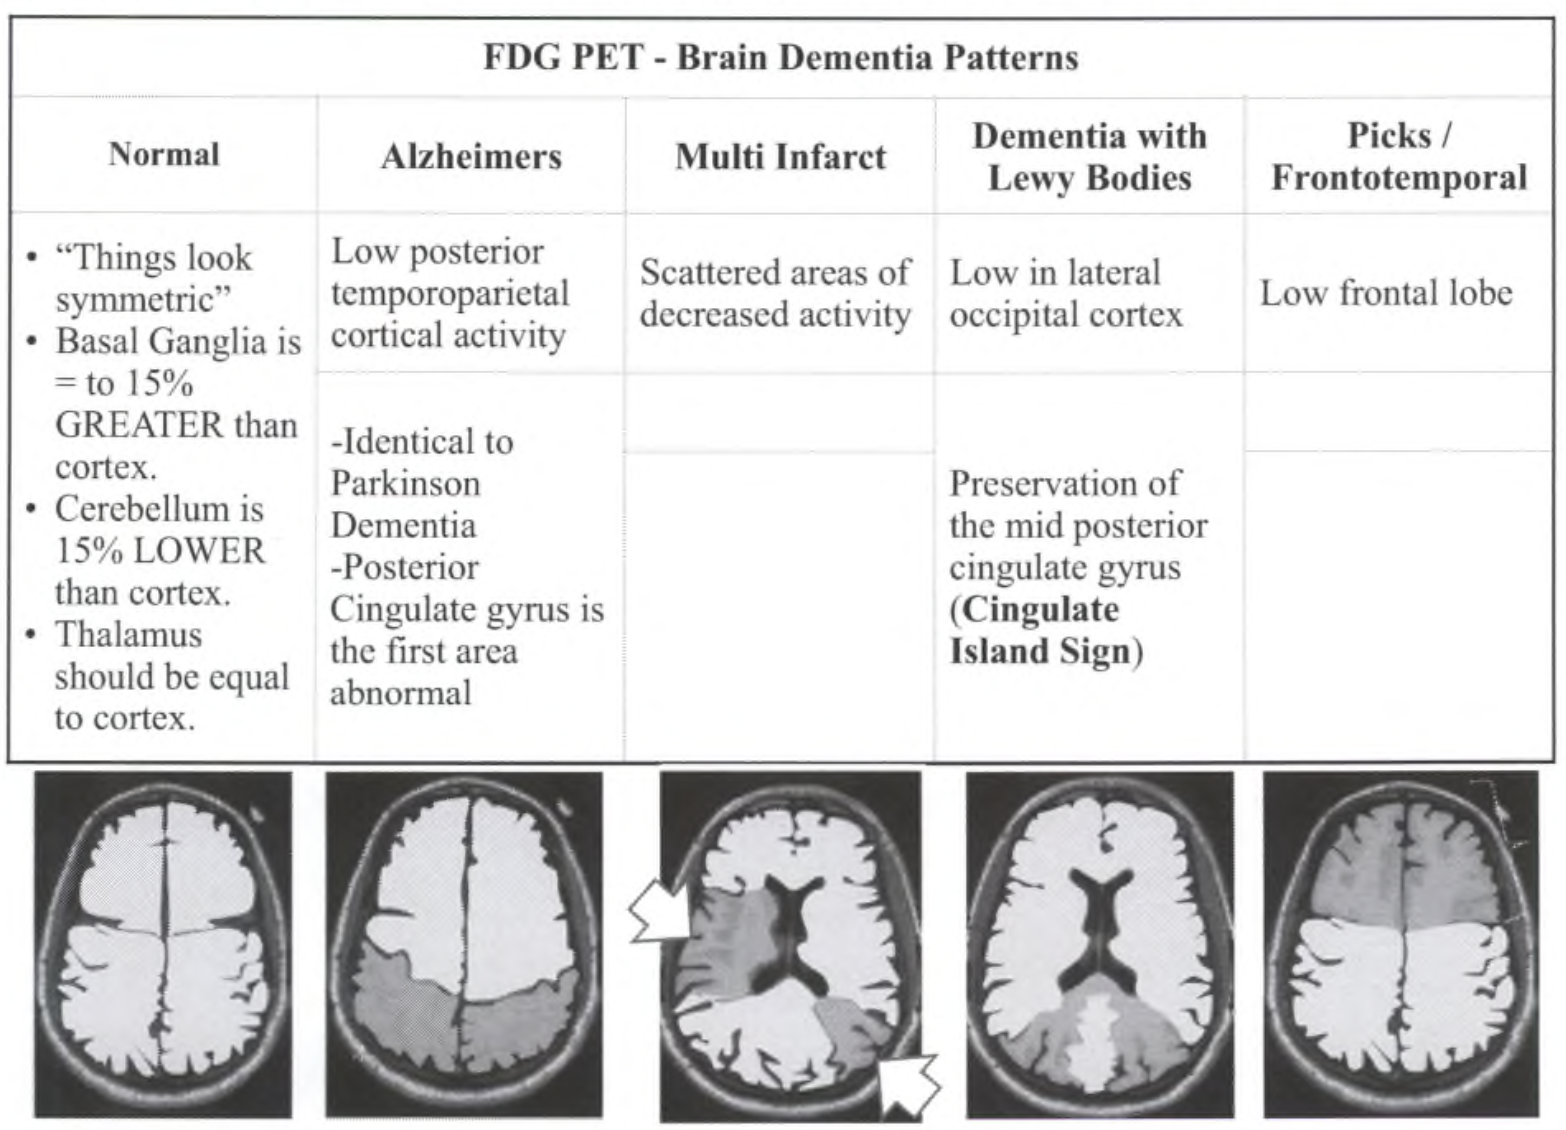 FDG PET - Brain Dementia Patterns
Normal
Alzheimers
Multi Infarct
Dementia with
Lewy Bodies
Picks /
Frontotemporal
• “Things look
symmetric”
• Basal Ganglia is
= to 15%
GREATER than
cortex.
• Cerebellum is
15% LOWER
than cortex.
• Thalamus
should be equal
to cortex.
Low posterior
temporoparietal
cortical activity
Scattered areas of
decreased activity
Low in lateral
occipital cortex
Low frontal lobe
-Identical to
Parkinson
Dementia
-Posterior
Cingulate gyrus is
the first area
abnormal
Preservation of
the mid posterior
cingulate gyrus
(Cingulate
Island Sign)